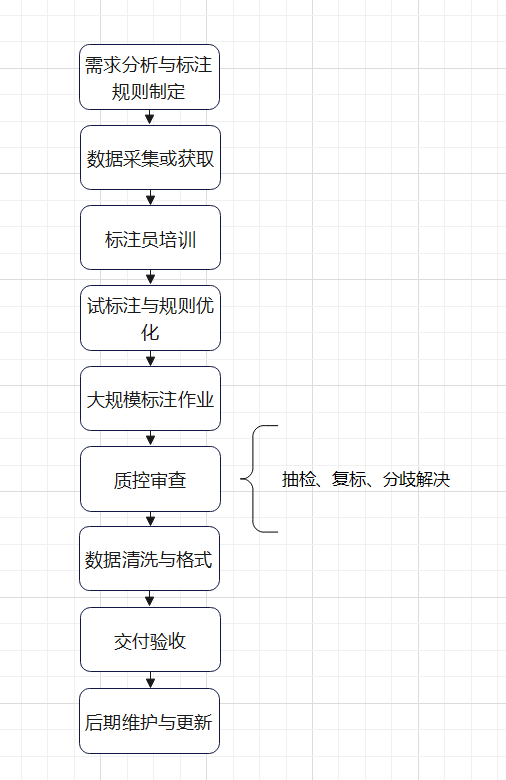 需求分析与标注
规则制定
数据采集或获取
标注员培训
试标注与规则优
化
大规模标注作业
质控审查
抽检、复标、分歧解决
数据清洗与格式
交付验收
后期维护与更新